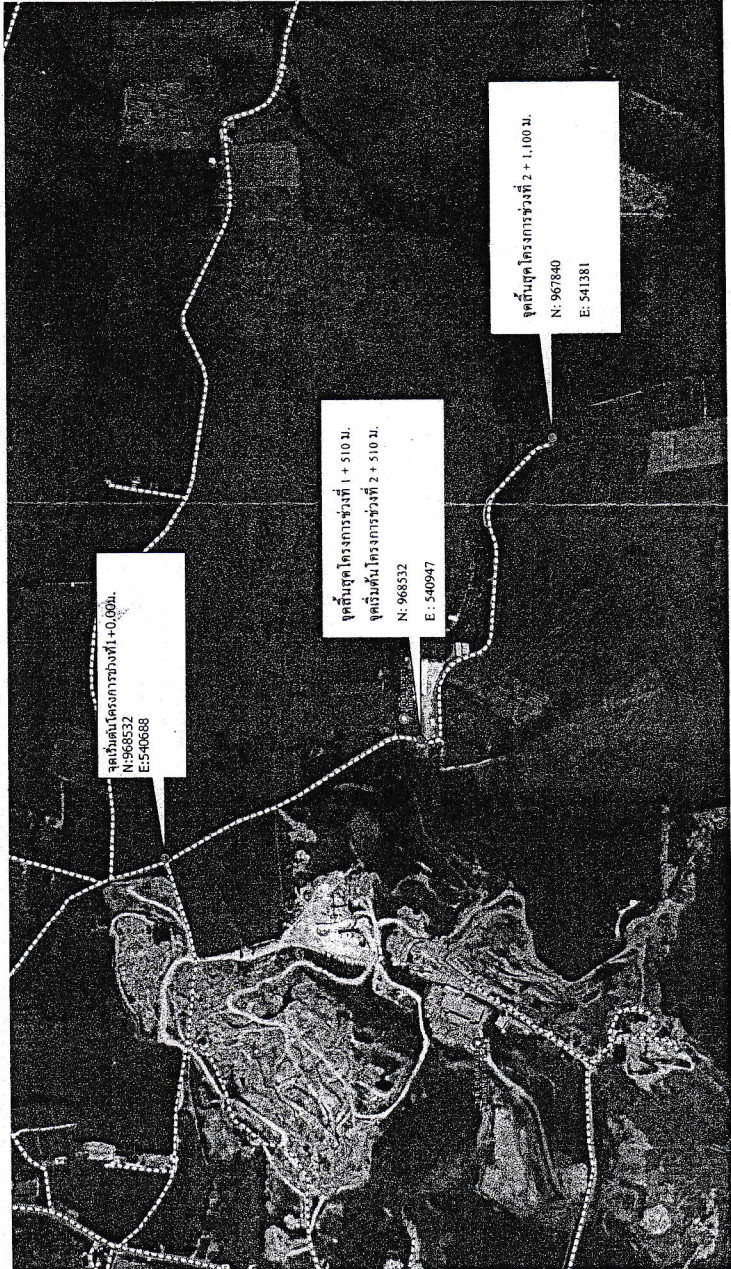 จุดเริ่มต้นโครงการช่วงที่1+0.00ม.
N:968532
E:540688
จุดสิ้นสุดโครงการช่วงที่ 1 + 510 ม.
จุดเริ่มต้นโครงการช่วงที่ 2 + 510 ม.
N: 968532
E : 540947
จุดสิ้นสุดโครงการช่วงที่ 2 + 1,100 ม.
N: 967840
E: 541381